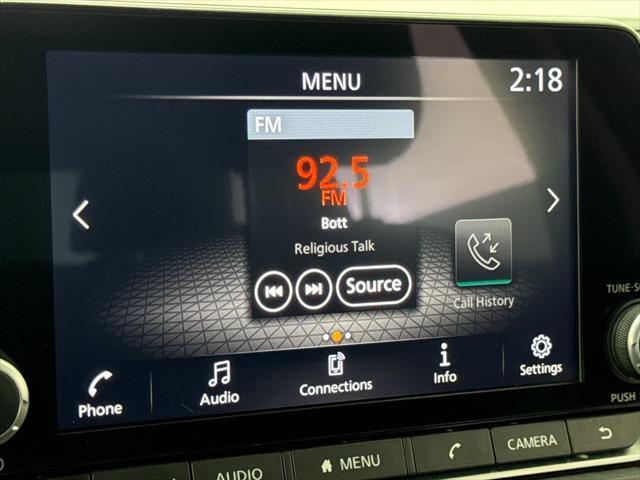 MENU
2:18
FM
92.5
FM
Bott
Religious Talk
Source
Call History
TUNE·S
Phone
Audio
Connections
Info
Settings
PUSH
AUDIO
MENU
CAMERA